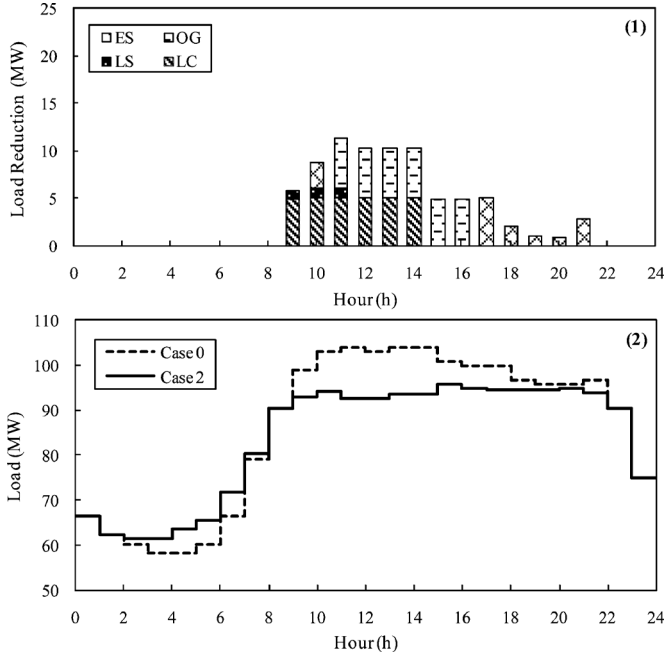 (1)
25
20
15
10
5
0
Load Reduction (MW)
ES OG
LS LC
0 2 4 6 8 10 12 14 16 18 20 22 24
Hour(h)
(2)
110
100
90
80
70
60
50
Load (MW)
Case 0
Case 2
0 2 4 6 8 10 12 14 16 18 20 22 24
Hour(h)